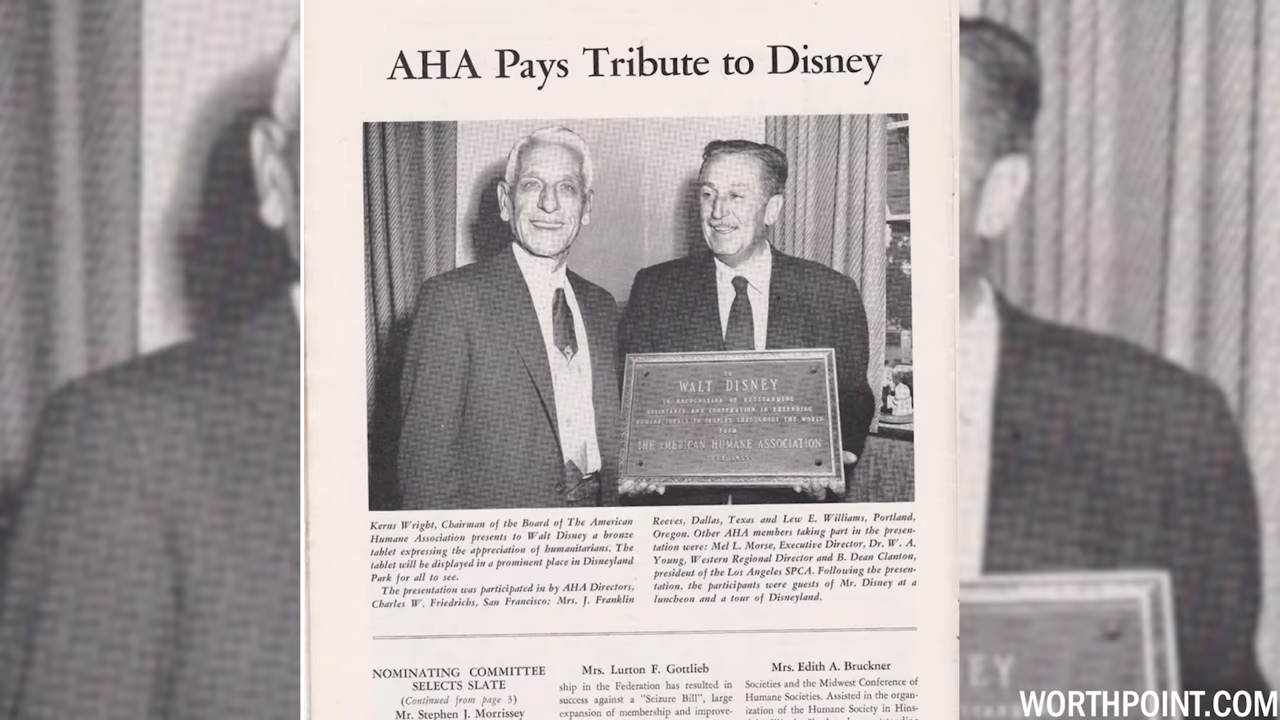 AHA Pays Tribute to Disney
TO
WALT DISNEY
IN RECOGNITION OF OUTSTANDING
ASSISTANCE AND COOPERATION IN EXTENDING
HUMANE IDEALS TO PEOPLES THROUGHOUT THE WORLD
FROM
THE AMERICAN HUMANE ASSOCIATION
Kerns Wright, Chairman of the Board of The American
Humane Association presents to Walt Disney a bronze
tablet expressing the appreciation of humanitarians. The
tablet will be displayed in a prominent place in Disneyland
Park for all to see.
The presentation was participated in by AHA Directors,
Charles W. Friedrichs, San Francisco; Mrs. J. Franklin
Reeves, Dallas, Texas and Lew E. Williams, Portland,
Oregon. Other AHA members taking part in the presen-
tation were: Mel L. Morse, Executive Director, Dr. W. A.
Young, Western Regional Director and B. Dean Clanton,
president of the Los Angeles SPCA. Following the presen-
tation, the participants were guests of Mr. Disney at a
luncheon and a tour of Disneyland.
NOMINATING COMMITTEE
SELECTS SLATE
(Continued from page 3)
Mr. Stephen J. Morrissey
Mrs. Lurton F. Gottlieb
ship in the Federation has resulted in
success against a "Seizure Bill", large
expansion of membership and improve-
Mrs. Edith A. Bruckner
Societies and the Midwest Conference of
Humane Societies. Assisted in the organ-
ization of the Humane Society in Hins-
NEY
WORTHPOINT.COM